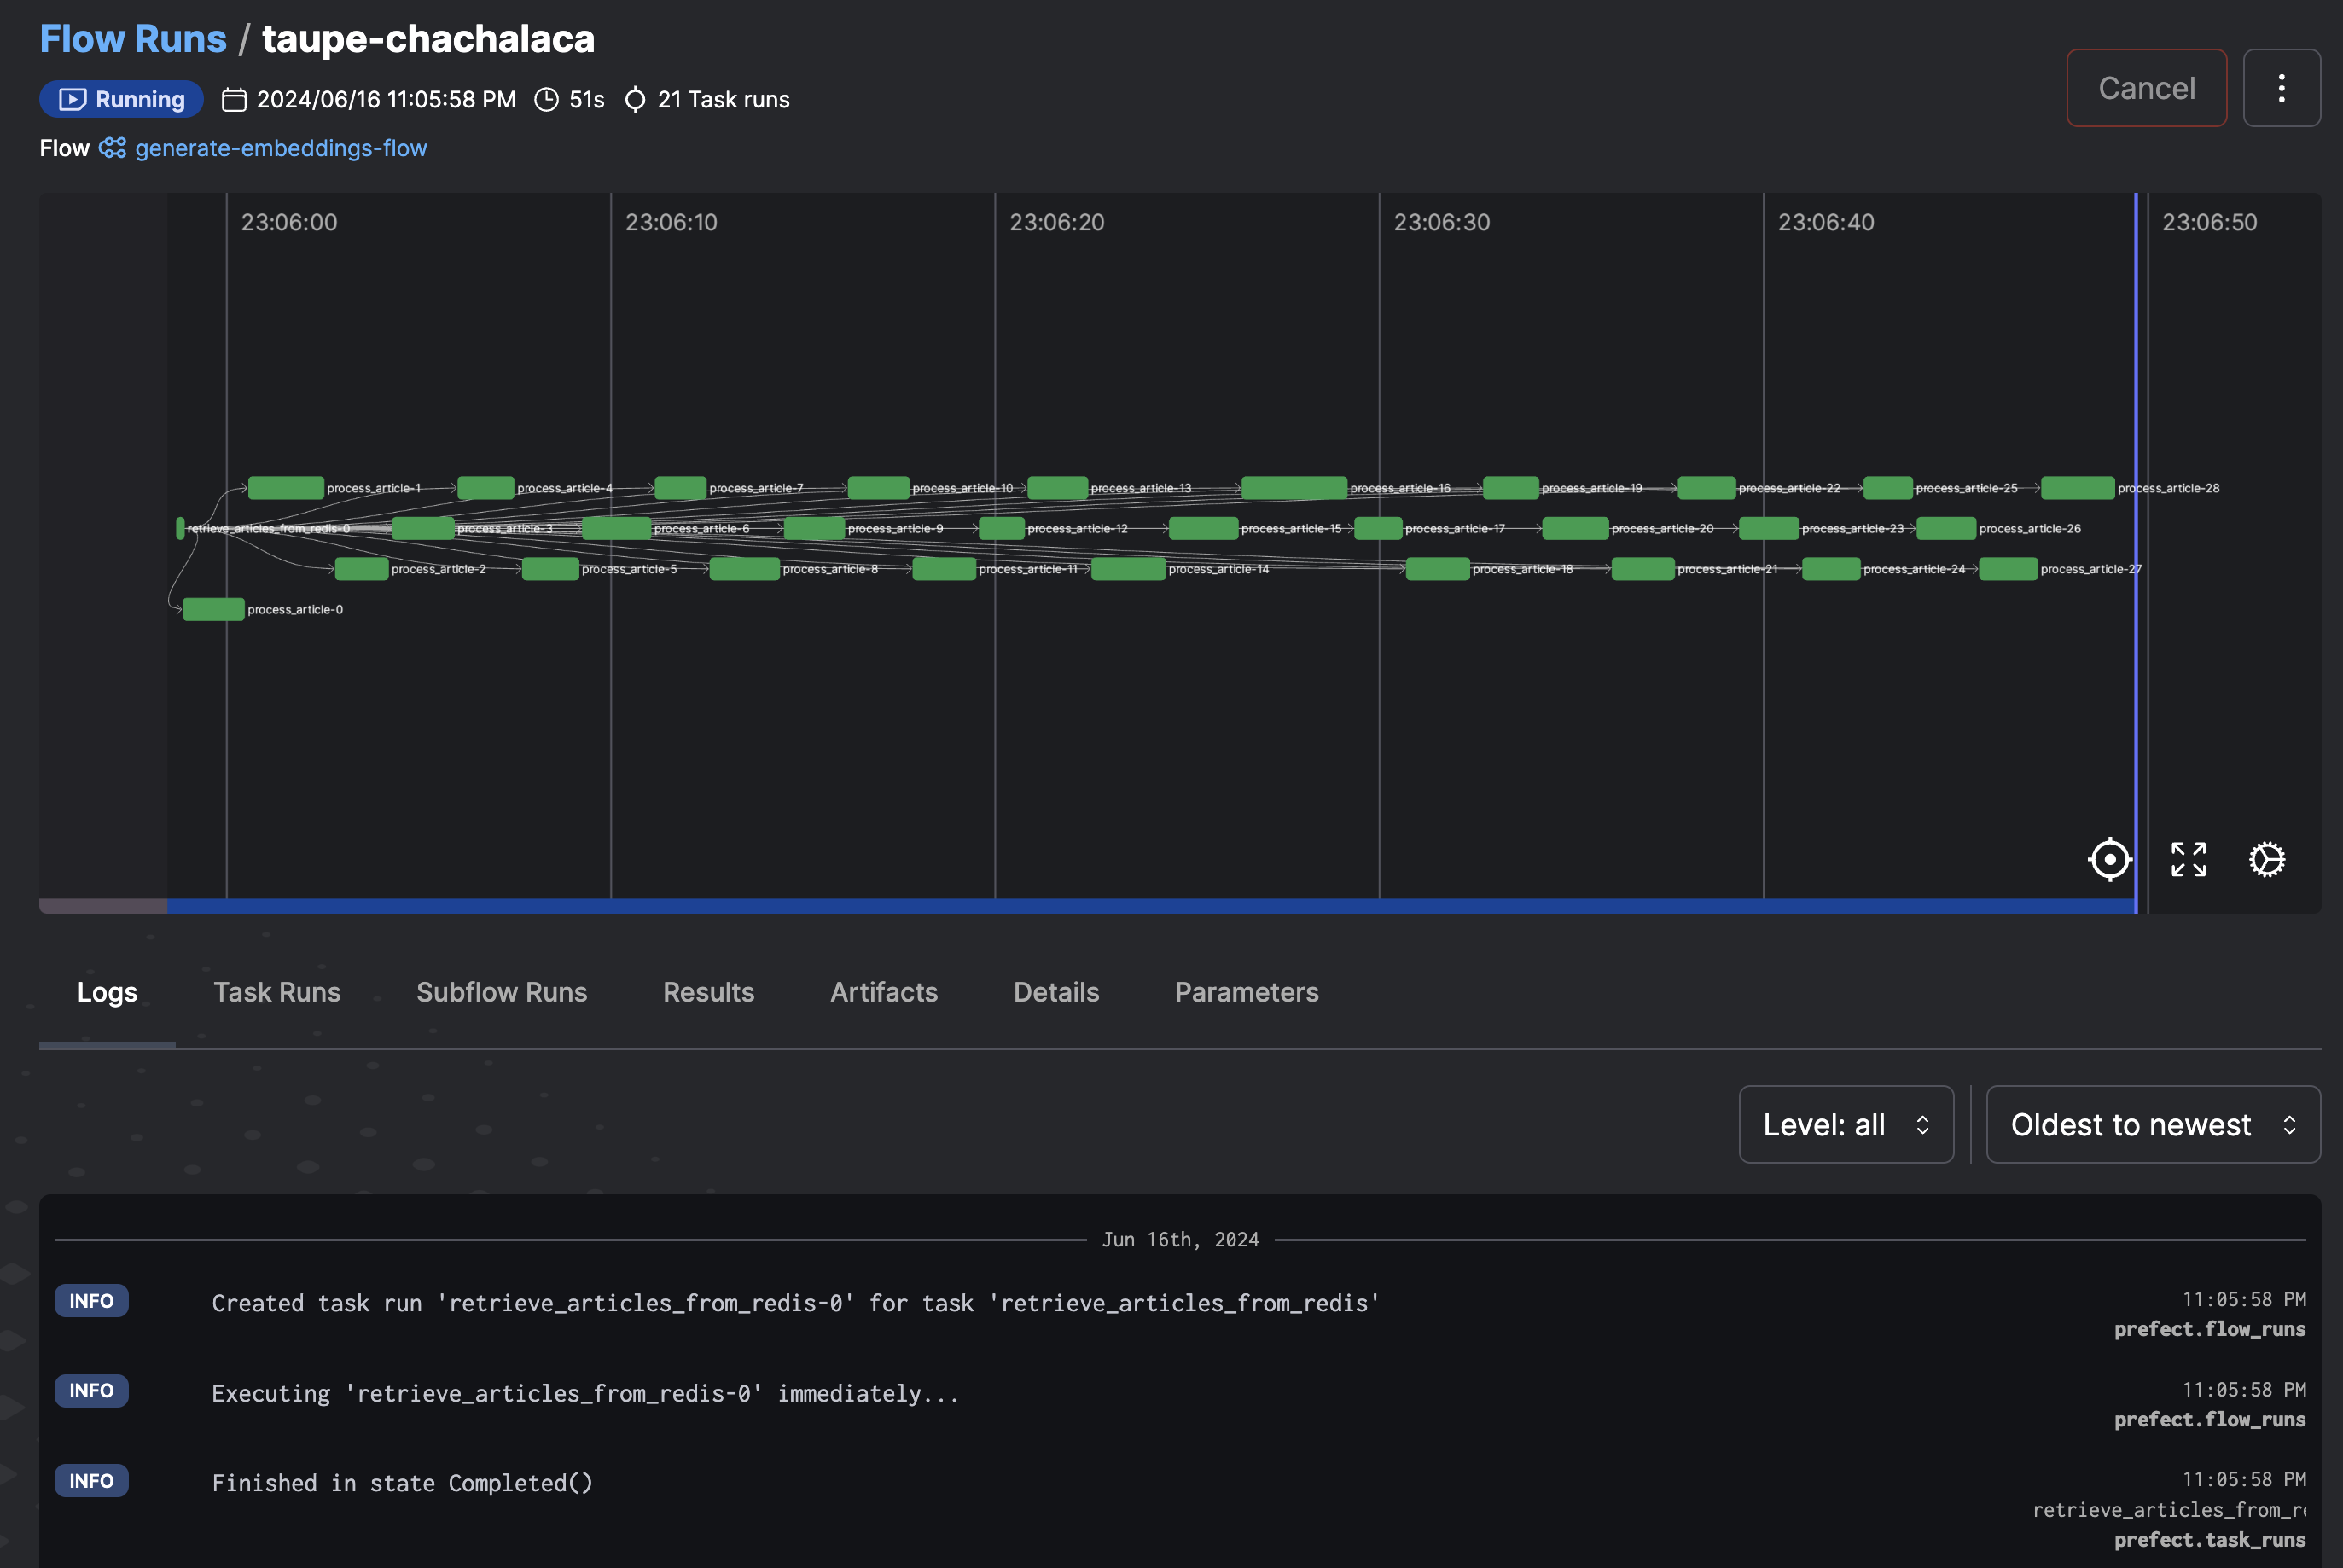 Flow Runs / taupe-chachalaca
Running 2024/06/16 11:05:58 PM 51s 21 Task runs
Cancel
Flow generate-embeddings-flow
23:06:00 23:06:10 23:06:20 23:06:30 23:06:40 23:06:50
process_article-1 process_article-4 process_article-7 process_article-10 process_article-13 process_article-16 process_article-19 process_article-22 process_article-25 process_article-28
retrieve_articles_from_redis-0 process_article-3 process_article-6 process_article-9 process_article-12 process_article-15 process_article-17 process_article-20 process_article-23 process_article-26
process_article-2 process_article-5 process_article-8 process_article-11 process_article-14 process_article-18 process_article-21 process_article-24 process_article-27
process_article-0
Logs Task Runs Subflow Runs Results Artifacts Details Parameters
Level: all Oldest to newest
Jun 16th, 2024
INFO Created task run 'retrieve_articles_from_redis-0' for task 'retrieve_articles_from_redis' 11:05:58 PM
prefect.flow_runs
INFO Executing 'retrieve_articles_from_redis-0' immediately... 11:05:58 PM
prefect.flow_runs
INFO Finished in state Completed() 11:05:58 PM
retrieve_articles_from_r
prefect.task_runs